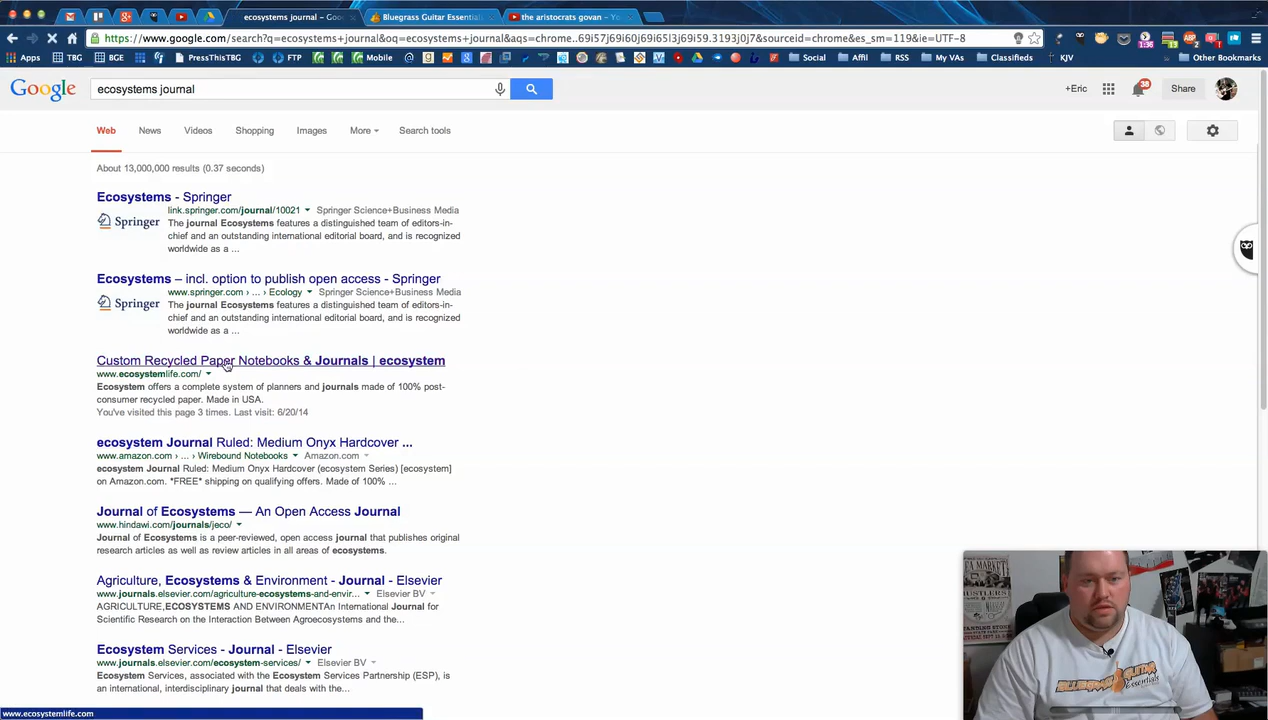 ecosystems journal - Goo
Bluegrass Guitar Essentials
the aristocrats govan - Yo
https://www.google.com/search?q=ecosystems+journal&oq=ecosystems+journal&aqs=chrome..69i57j69i60j69i65l3j69i59.3193j0j7&sourceid=chrome&es_sm=119&ie=UTF-8
Apps TBG BGE PressThisTBG FTP Mobile Social Affil RSS My VAs Classifieds KJV Other Bookmarks
Google ecosystems journal +Eric 38 Share
Web News Videos Shopping Images More Search tools
About 13,000,000 results (0.37 seconds)
Ecosystems - Springer
link.springer.com/journal/10021 Springer Science+Business Media
Springer
The journal Ecosystems features a distinguished team of editors-in-
chief and an outstanding international editorial board, and is recognized
worldwide as a ...
Ecosystems – incl. option to publish open access - Springer
www.springer.com › ... › Ecology Springer Science+Business Media
Springer
The journal Ecosystems features a distinguished team of editors-in-
chief and an outstanding international editorial board, and is recognized
worldwide as a ...
Custom Recycled Paper Notebooks & Journals | ecosystem
www.ecosystemlife.com/
Ecosystem offers a complete system of planners and journals made of 100% post-
consumer recycled paper. Made in USA.
You've visited this page 3 times. Last visit: 6/20/14
ecosystem Journal Ruled: Medium Onyx Hardcover ...
www.amazon.com › ... › Wirebound Notebooks Amazon.com
ecosystem Journal Ruled: Medium Onyx Hardcover (ecosystem Series) [ecosystem]
on Amazon.com. *FREE* shipping on qualifying offers. Made of 100% ...
Journal of Ecosystems — An Open Access Journal
www.hindawi.com/journals/jeco/
Journal of Ecosystems is a peer-reviewed, open access journal that publishes original
research articles as well as review articles in all areas of ecosystems.
Agriculture, Ecosystems & Environment - Journal - Elsevier
www.journals.elsevier.com/agriculture-ecosystems-and-envir... Elsevier BV
AGRICULTURE,ECOSYSTEMS AND ENVIRONMENTAn International Journal for
Scientific Research on the Interaction Between Agroecosystems and the...
Ecosystem Services - Journal - Elsevier
www.journals.elsevier.com/ecosystem-services/ Elsevier BV
Ecosystem Services, associated with the Ecosystem Services Partnership (ESP), is
an international, interdisciplinary journal that deals with the...
www.ecosystemlife.com
BLUEGRASS GUITAR
Essentials